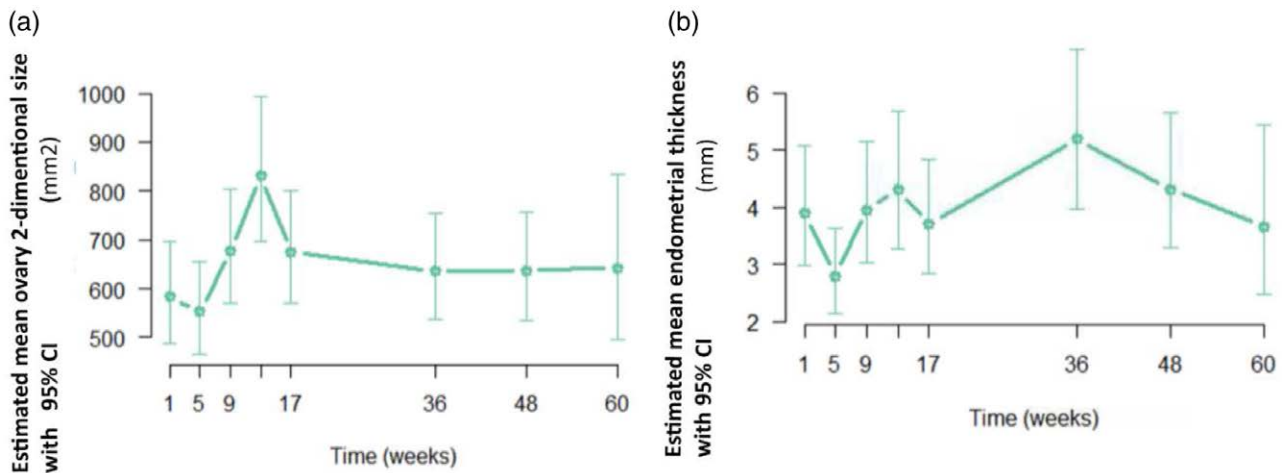 (a)
Estimated mean ovary 2-dimentional size
with 95% CI (mm2)
1000
900
800
700
600
500
1 5 9 17 36 48 60
Time (weeks)
(b)
Estimated mean endometrial thickness
with 95% CI (mm)
6
5
4
3
2
1 5 9 17 36 48 60
Time (weeks)